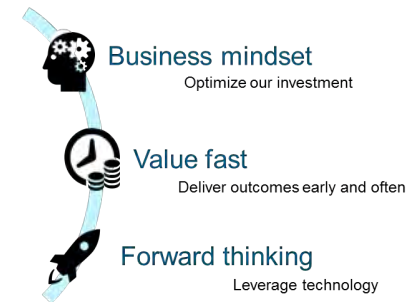 Business mindset
Optimize our investment
Value fast
Deliver outcomes early and often
Forward thinking
Leverage technology